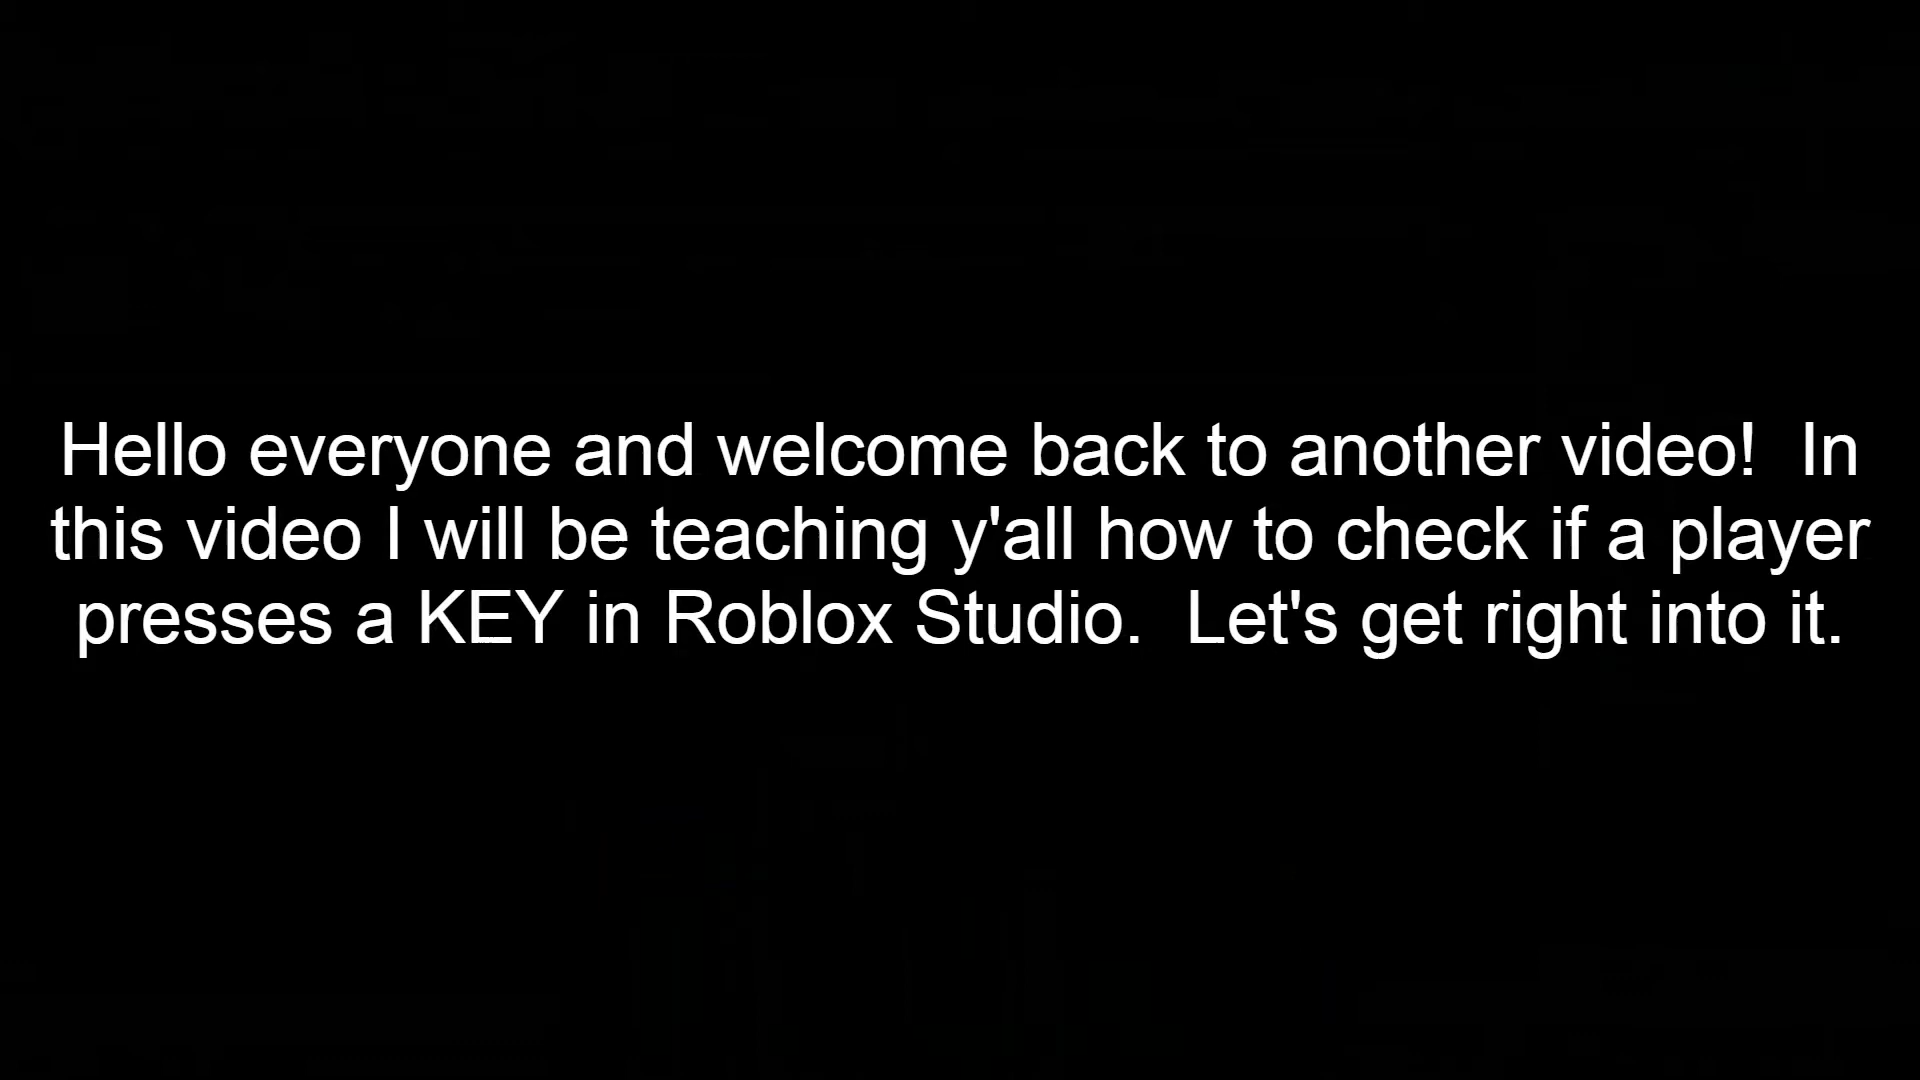 Hello everyone and welcome back to another video!  In
this video I will be teaching y'all how to check if a player
presses a KEY in Roblox Studio.  Let's get right into it.